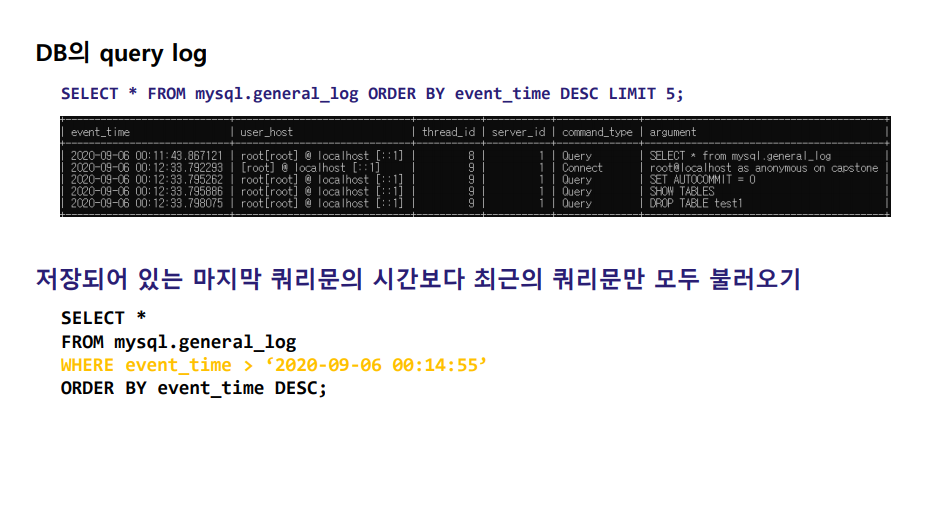 DB의 query log
SELECT * FROM mysql.general_log ORDER BY event_time DESC LIMIT 5;
| event_time | user_host | thread_id | server_id | command_type | argument |
| 2020-09-06 00:11:43.867121 | root[root] @ localhost [::1] | 8 | 1 | Query | SELECT * from mysql.general_log |
| 2020-09-06 00:12:33.792293 | [root] @ localhost [::1] | 9 | 1 | Connect | root@localhost as anonymous on capstone |
| 2020-09-06 00:12:33.795262 | root[root] @ localhost [::1] | 9 | 1 | Query | SET AUTOCOMMIT = 0 |
| 2020-09-06 00:12:33.795886 | root[root] @ localhost [::1] | 9 | 1 | Query | SHOW TABLES |
| 2020-09-06 00:12:33.798075 | root[root] @ localhost [::1] | 9 | 1 | Query | DROP TABLE test1 |
저장되어 있는 마지막 쿼리문의 시간보다 최근의 쿼리문만 모두 불러오기
SELECT *
FROM mysql.general_log
WHERE event_time > ‘2020-09-06 00:14:55’
ORDER BY event_time DESC;